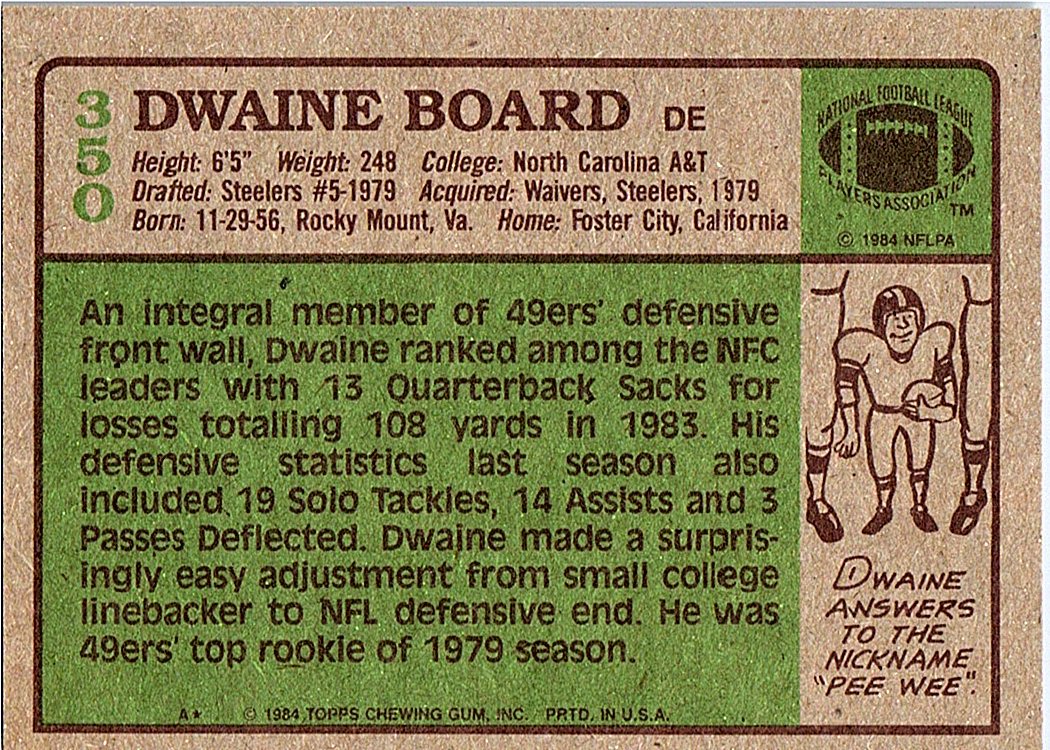 350
DWAINE BOARD DE
Height: 6'5" Weight: 248 College: North Carolina A&T
Drafted: Steelers #5-1979 Acquired: Waivers, Steelers, 1979
Born: 11-29-56, Rocky Mount, Va. Home: Foster City, California
NATIONAL FOOTBALL LEAGUE
PLAYERS ASSOCIATION
TM
© 1984 NFLPA
An integral member of 49ers' defensive
front wall, Dwaine ranked among the NFC
leaders with 13 Quarterback Sacks for
losses totalling 108 yards in 1983. His
defensive statistics last season also
included 19 Solo Tackles, 14 Assists and 3
Passes Deflected. Dwaine made a surpris-
ingly easy adjustment from small college
linebacker to NFL defensive end. He was
49ers' top rookie of 1979 season.
DWAINE
ANSWERS
TO THE
NICKNAME
"PEE WEE".
A* © 1984 TOPPS CHEWING GUM, INC. PRTD. IN U.S.A.